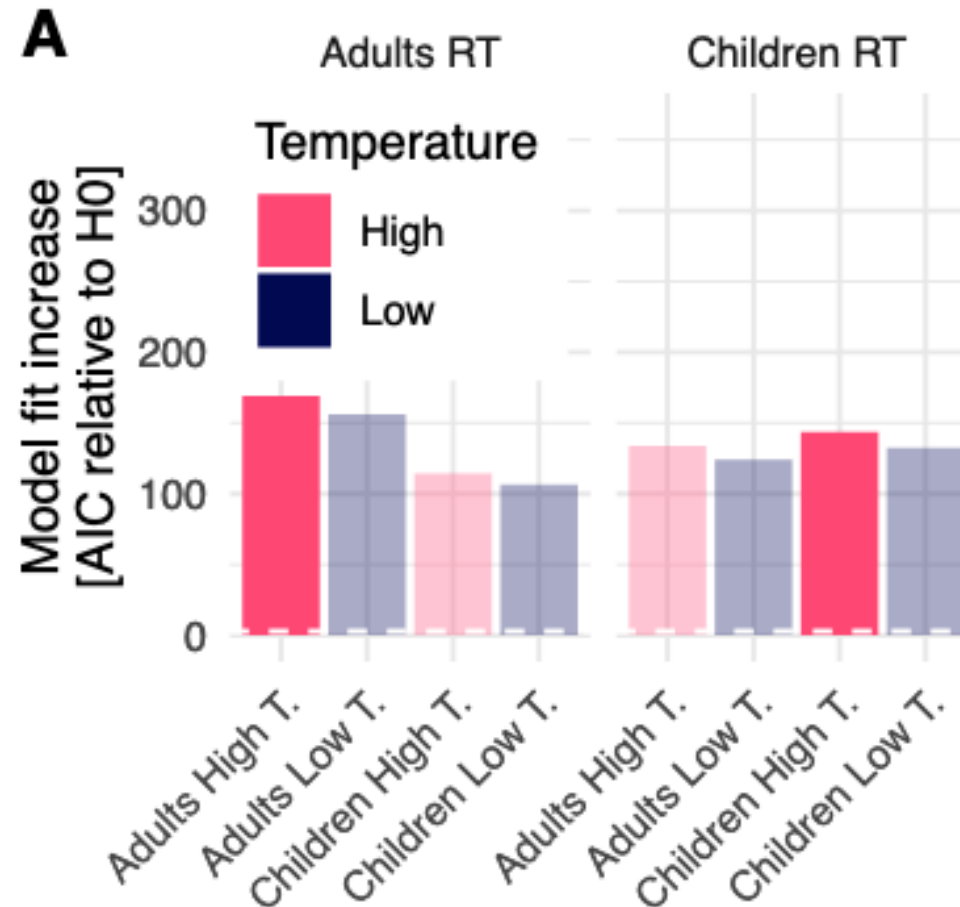 A
Adults RT
Children RT
Model fit increase
[AIC relative to H0]
Temperature
High
Low
300
200
100
0
Adults High T.
Adults Low T.
Children High T.
Children Low T.
Adults High T.
Adults Low T.
Children High T.
Children Low T.